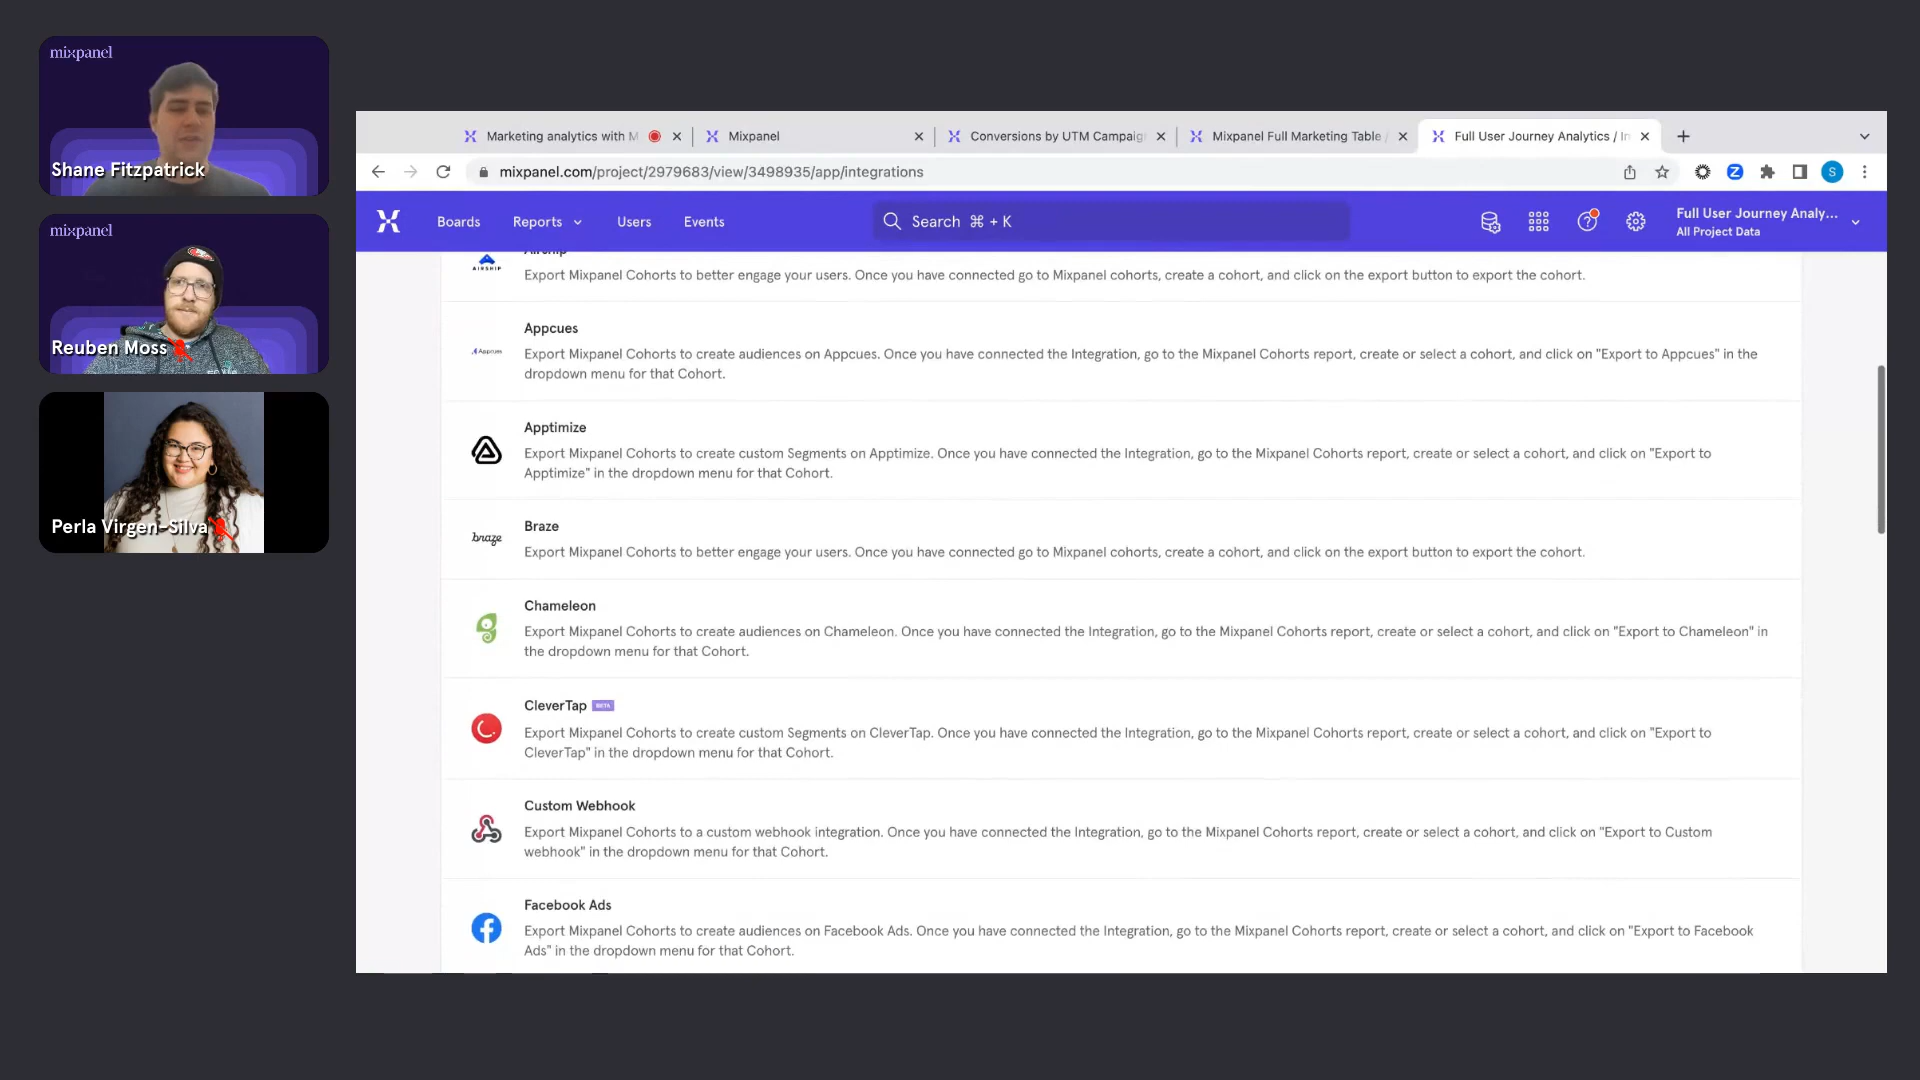 mixpanel
Shane Fitzpatrick
mixpanel
Reuben Moss
Perla Virgen-Silva
Marketing analytics with M
Mixpanel
Conversions by UTM Campaig
Mixpanel Full Marketing Table /
Full User Journey Analytics / In
mixpanel.com/project/2979683/view/3498935/app/integrations
S
Boards
Reports
Users
Events
Search ⌘ + K
Full User Journey Analy...
All Project Data
Airship
AIRSHIP
Export Mixpanel Cohorts to better engage your users. Once you have connected go to Mixpanel cohorts, create a cohort, and click on the export button to export the cohort.
Appcues
Appcues
Export Mixpanel Cohorts to create audiences on Appcues. Once you have connected the Integration, go to the Mixpanel Cohorts report, create or select a cohort, and click on "Export to Appcues" in the
dropdown menu for that Cohort.
Apptimize
Export Mixpanel Cohorts to create custom Segments on Apptimize. Once you have connected the Integration, go to the Mixpanel Cohorts report, create or select a cohort, and click on "Export to
Apptimize" in the dropdown menu for that Cohort.
Braze
braze
Export Mixpanel Cohorts to better engage your users. Once you have connected go to Mixpanel cohorts, create a cohort, and click on the export button to export the cohort.
Chameleon
Export Mixpanel Cohorts to create audiences on Chameleon. Once you have connected the Integration, go to the Mixpanel Cohorts report, create or select a cohort, and click on "Export to Chameleon" in
the dropdown menu for that Cohort.
CleverTap BETA
Export Mixpanel Cohorts to create custom Segments on CleverTap. Once you have connected the Integration, go to the Mixpanel Cohorts report, create or select a cohort, and click on "Export to
CleverTap" in the dropdown menu for that Cohort.
Custom Webhook
Export Mixpanel Cohorts to a custom webhook integration. Once you have connected the Integration, go to the Mixpanel Cohorts report, create or select a cohort, and click on "Export to Custom
webhook" in the dropdown menu for that Cohort.
Facebook Ads
Export Mixpanel Cohorts to create audiences on Facebook Ads. Once you have connected the Integration, go to the Mixpanel Cohorts report, create or select a cohort, and click on "Export to Facebook
Ads" in the dropdown menu for that Cohort.